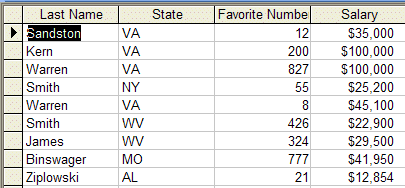 Last Name State Favorite Numbe Salary
Sandston VA 12 $35,000
Kern VA 200 $100,000
Warren VA 827 $100,000
Smith NY 55 $25,200
Warren VA 8 $45,100
Smith WV 426 $22,900
James WV 324 $29,500
Binswager MO 777 $41,950
Ziplowski AL 21 $12,854